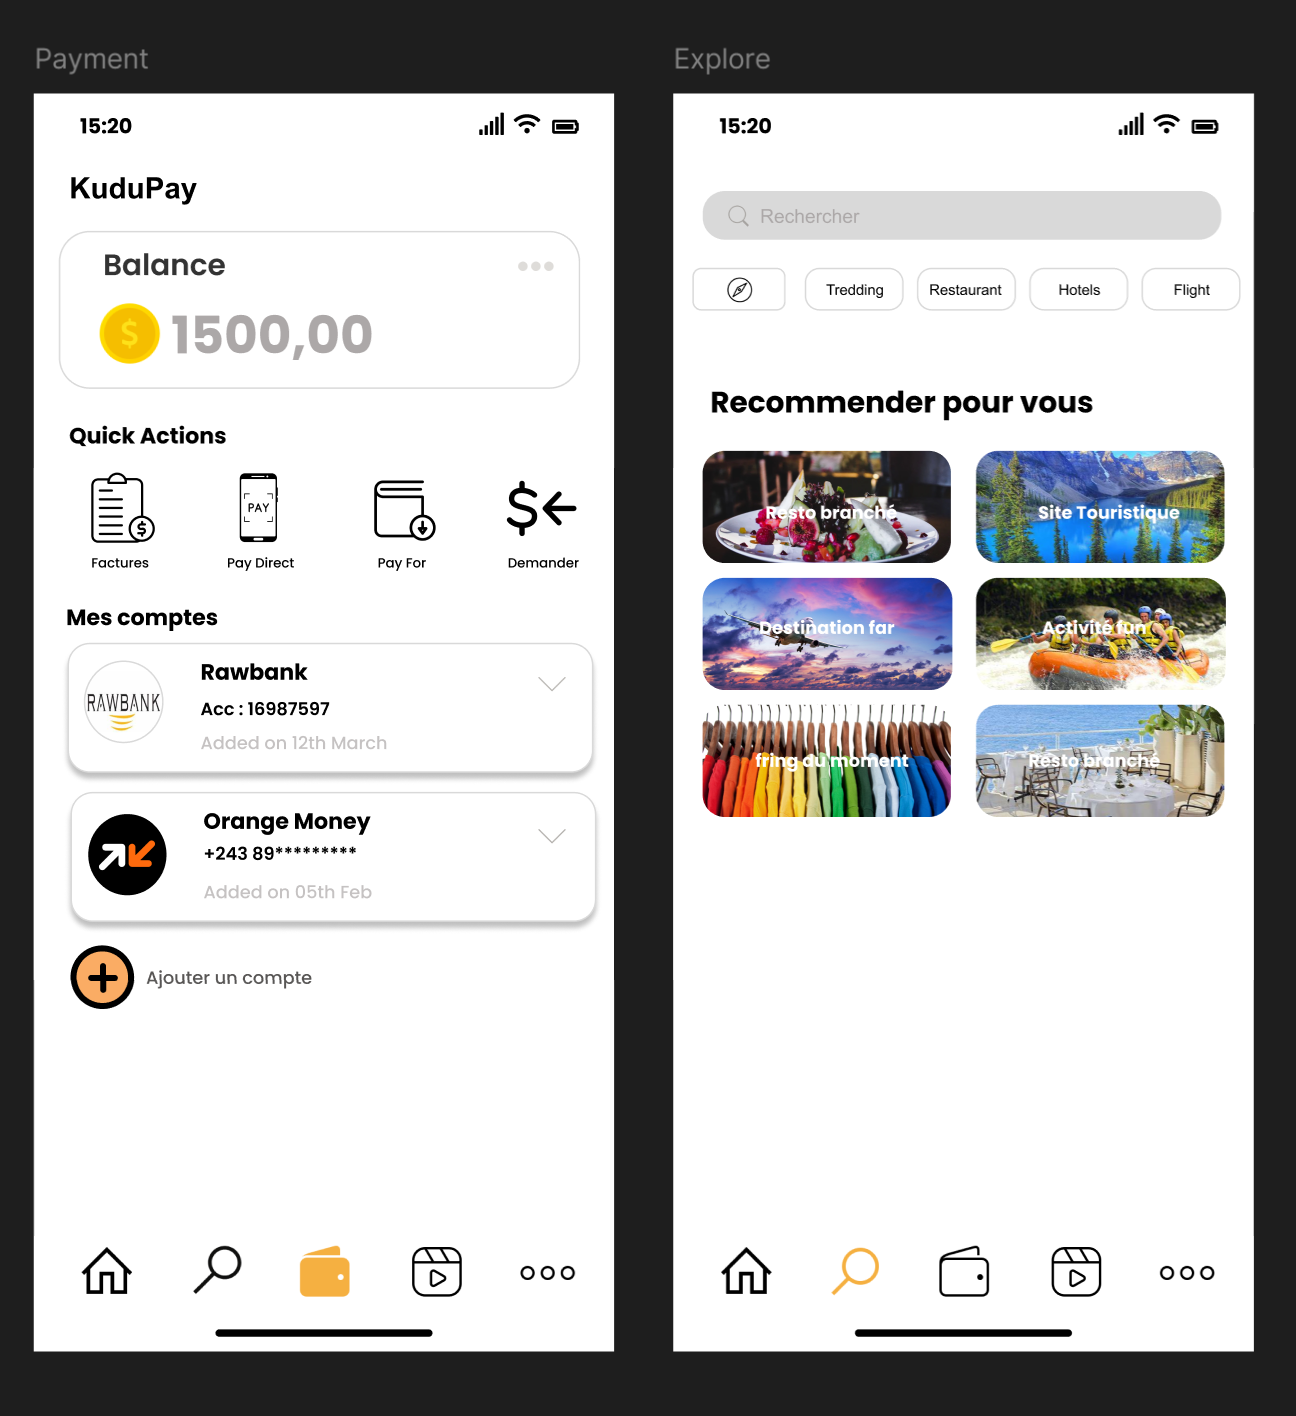 Payment
15:20
KuduPay
Balance
$
1500,00
Quick Actions
$
PAY
$
Factures
Pay Direct
Pay For
Demander
Mes comptes
RAWBANK
Rawbank
Acc : 16987597
Added on 12th March
Orange Money
+243 89*********
Added on 05th Feb
Ajouter un compte
Explore
15:20
Rechercher
Tredding
Restaurant
Hotels
Flight
Recommender pour vous
Resto branché
Site Touristique
Destination far
Activité fun
fring du moment
Resto branché